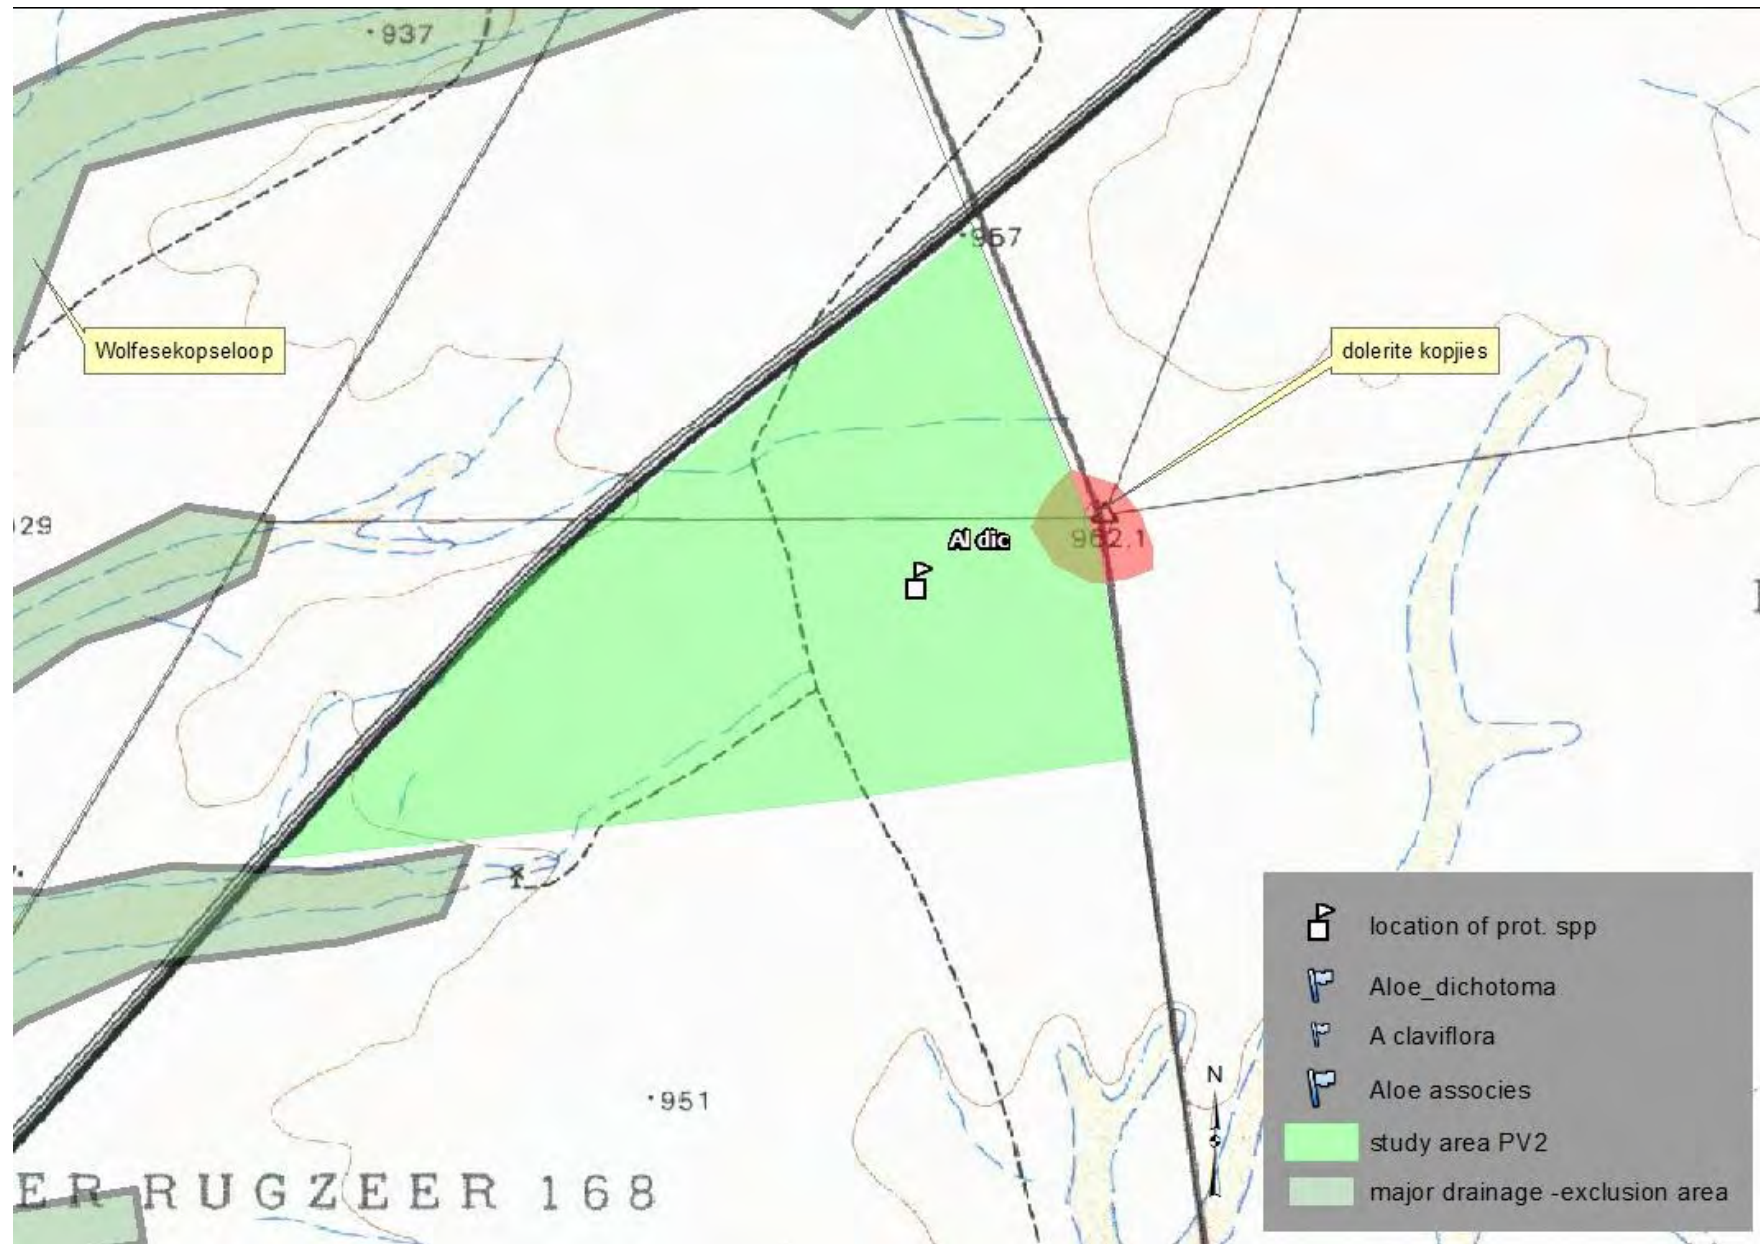 937
957
Wolfesekopseloop
dolerite kopjies
29
Al dic
962.1
951
ER RUGZEER 168
N
location of prot. spp
Aloe_dichotoma
A claviflora
Aloe associes
study area PV2
major drainage -exclusion area